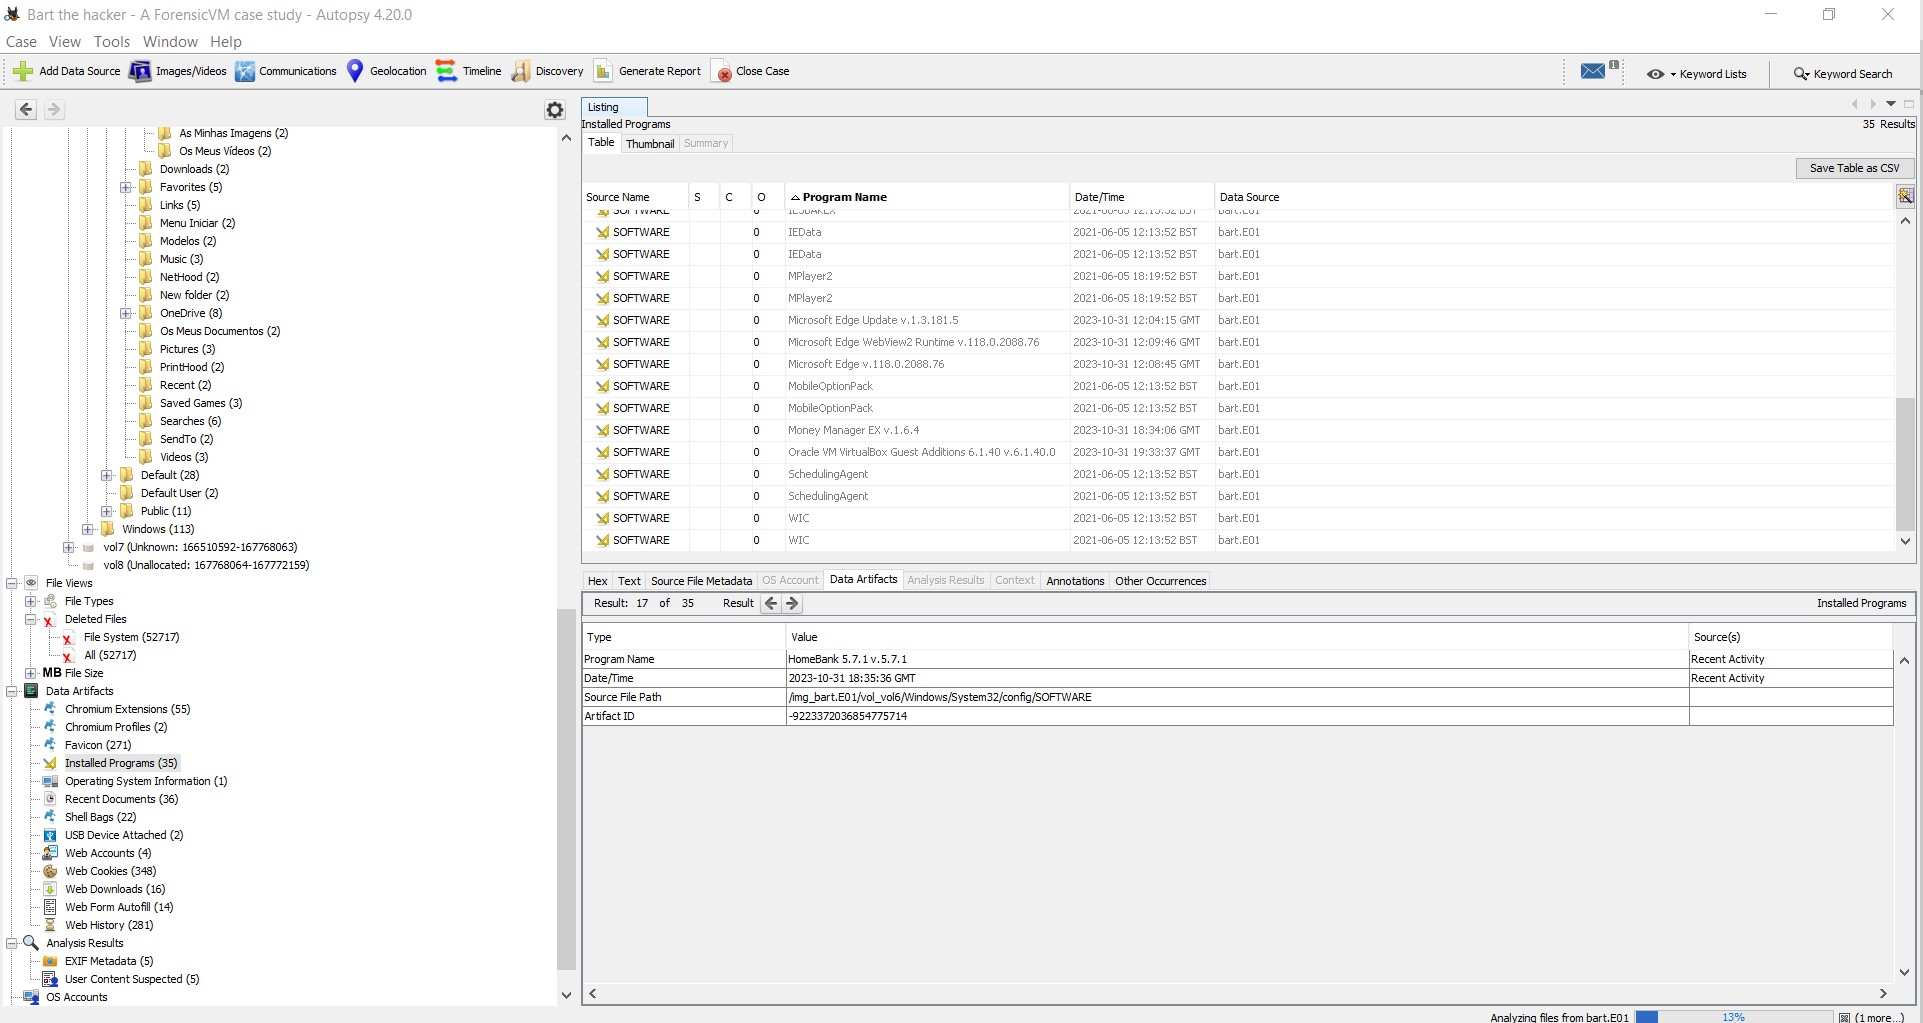 Bart the hacker - A ForensicVM case study - Autopsy 4.20.0
Case View Tools Window Help
Add Data Source Images/Videos Communications Geolocation Timeline Discovery Generate Report Close Case 1 Keyword Lists Keyword Search
As Minhas Imagens (2)
Os Meus Vídeos (2)
Downloads (2)
Favorites (5)
Links (5)
Menu Iniciar (2)
Modelos (2)
Music (3)
NetHood (2)
New folder (2)
OneDrive (8)
Os Meus Documentos (2)
Pictures (3)
PrintHood (2)
Recent (2)
Saved Games (3)
Searches (6)
SendTo (2)
Videos (3)
Default (28)
Default User (2)
Public (11)
Windows (113)
vol7 (Unknown: 166510592-167768063)
vol8 (Unallocated: 167768064-167772159)
File Views
File Types
Deleted Files
File System (52717)
All (52717)
MB File Size
Data Artifacts
Chromium Extensions (55)
Chromium Profiles (2)
Favicon (271)
Installed Programs (35)
Operating System Information (1)
Recent Documents (36)
Shell Bags (22)
USB Device Attached (2)
Web Accounts (4)
Web Cookies (348)
Web Downloads (16)
Web Form Autofill (14)
Web History (281)
Analysis Results
EXIF Metadata (5)
User Content Suspected (5)
OS Accounts
Listing
Installed Programs 35 Results
Table Thumbnail Summary
Save Table as CSV
Source Name S C O Program Name Date/Time Data Source
SOFTWARE 0 IE5BAKEX 2021-06-05 12:13:52 BST bart.E01
SOFTWARE 0 IEData 2021-06-05 12:13:52 BST bart.E01
SOFTWARE 0 IEData 2021-06-05 12:13:52 BST bart.E01
SOFTWARE 0 MPlayer2 2021-06-05 18:19:52 BST bart.E01
SOFTWARE 0 MPlayer2 2021-06-05 18:19:52 BST bart.E01
SOFTWARE 0 Microsoft Edge Update v.1.3.181.5 2023-10-31 12:04:15 GMT bart.E01
SOFTWARE 0 Microsoft Edge WebView2 Runtime v.118.0.2088.76 2023-10-31 12:09:46 GMT bart.E01
SOFTWARE 0 Microsoft Edge v.118.0.2088.76 2023-10-31 12:08:45 GMT bart.E01
SOFTWARE 0 MobileOptionPack 2021-06-05 12:13:52 BST bart.E01
SOFTWARE 0 MobileOptionPack 2021-06-05 12:13:52 BST bart.E01
SOFTWARE 0 Money Manager EX v.1.6.4 2023-10-31 18:34:06 GMT bart.E01
SOFTWARE 0 Oracle VM VirtualBox Guest Additions 6.1.40 v.6.1.40.0 2023-10-31 19:33:37 GMT bart.E01
SOFTWARE 0 SchedulingAgent 2021-06-05 12:13:52 BST bart.E01
SOFTWARE 0 SchedulingAgent 2021-06-05 12:13:52 BST bart.E01
SOFTWARE 0 WIC 2021-06-05 12:13:52 BST bart.E01
SOFTWARE 0 WIC 2021-06-05 12:13:52 BST bart.E01
Hex Text Source File Metadata OS Account Data Artifacts Analysis Results Context Annotations Other Occurrences
Result: 17 of 35 Result Installed Programs
Type Value Source(s)
Program Name HomeBank 5.7.1 v.5.7.1 Recent Activity
Date/Time 2023-10-31 18:35:36 GMT Recent Activity
Source File Path /img_bart.E01/vol_vol6/Windows/System32/config/SOFTWARE
Artifact ID -9223372036854775714
Analyzing files from bart.E01 13% (1 more...)